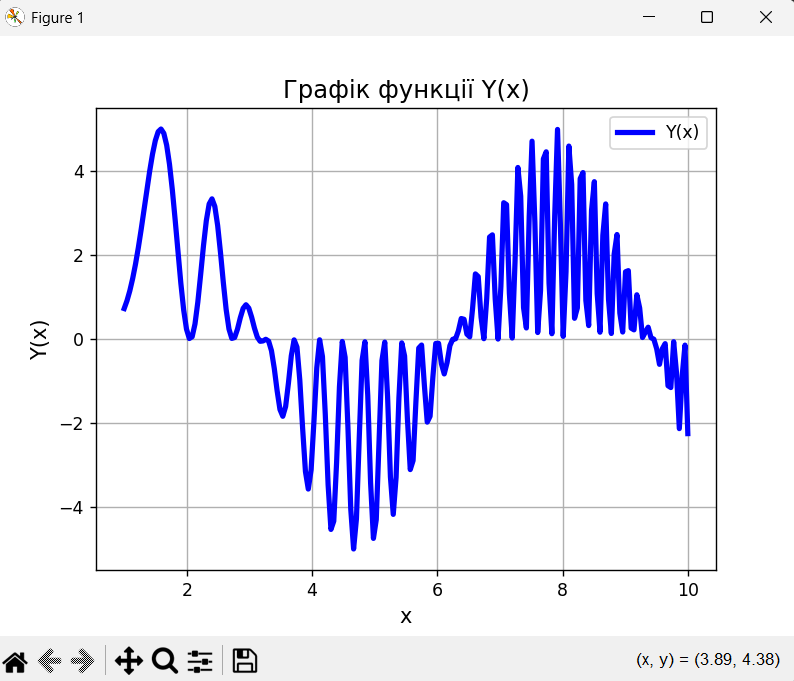 Figure 1
Графік функції Y(x)
Y(x)
4
2
0
−2
−4
Y(x)
2
4
6
8
10
x
(x, y) = (3.89, 4.38)